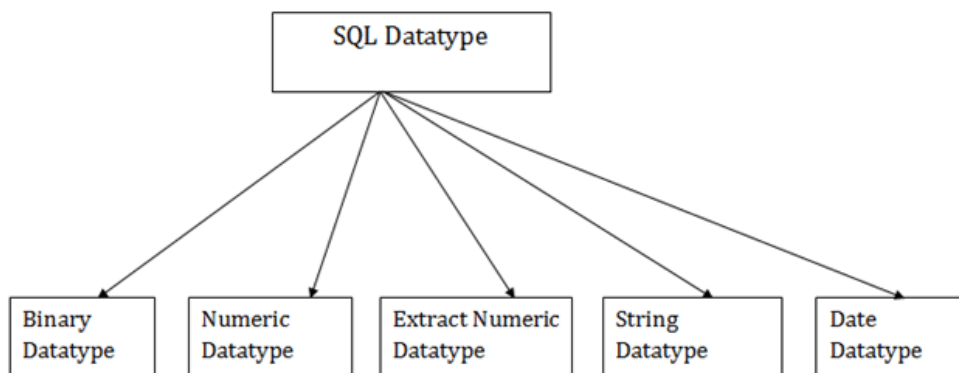 SQL Datatype
Binary
Datatype
Numeric
Datatype
Extract Numeric
Datatype
String
Datatype
Date
Datatype